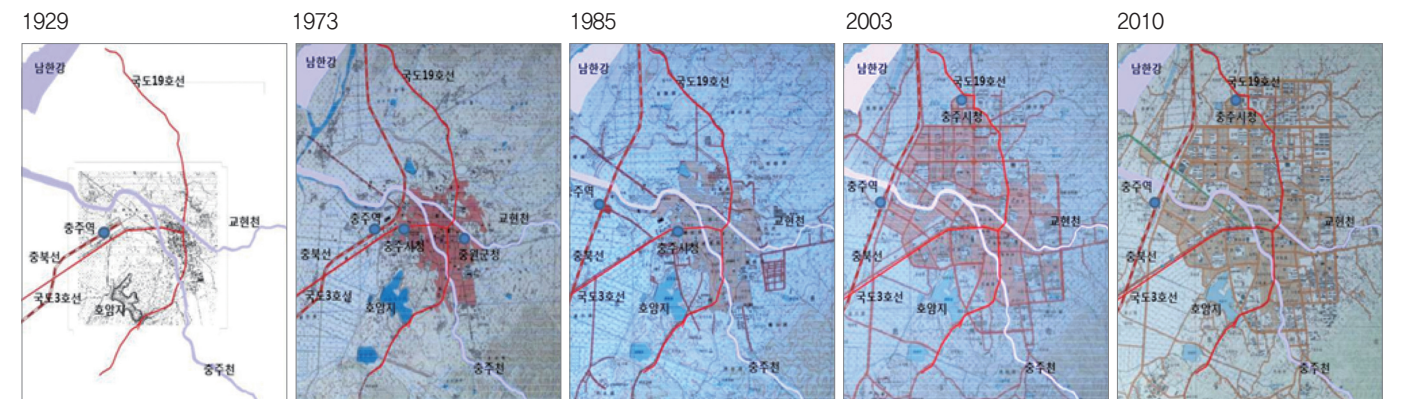 1929
1973
1985
2003
2010
남한강
국도19호선
충주역
교현천
충북선
국도3호선
호암지
충주천
남한강
국도19호선
충주역
충주시청
중원군청
교현천
충북선
국도3호선
호암지
충주천
남한강
국도19호선
주역
충주시청
교현천
충북선
국도3호선
호암지
충주천
남한강
국도19호선
충주시청
충주역
교현천
충북선
국도3호선
호암지
충주천
남한강
국도19호선
충주시청
충주역
교현천
충북선
국도3호선
호암지
충주천